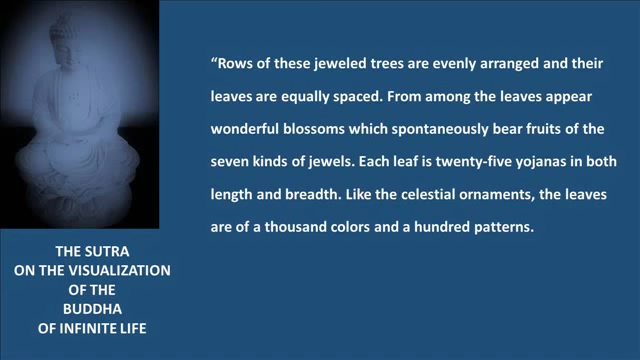 “Rows of these jeweled trees are evenly arranged and their
leaves are equally spaced. From among the leaves appear
wonderful blossoms which spontaneously bear fruits of the
seven kinds of jewels. Each leaf is twenty-five yojanas in both
length and breadth. Like the celestial ornaments, the leaves
are of a thousand colors and a hundred patterns.
THE SUTRA
ON THE VISUALIZATION
OF THE
BUDDHA
OF INFINITE LIFE